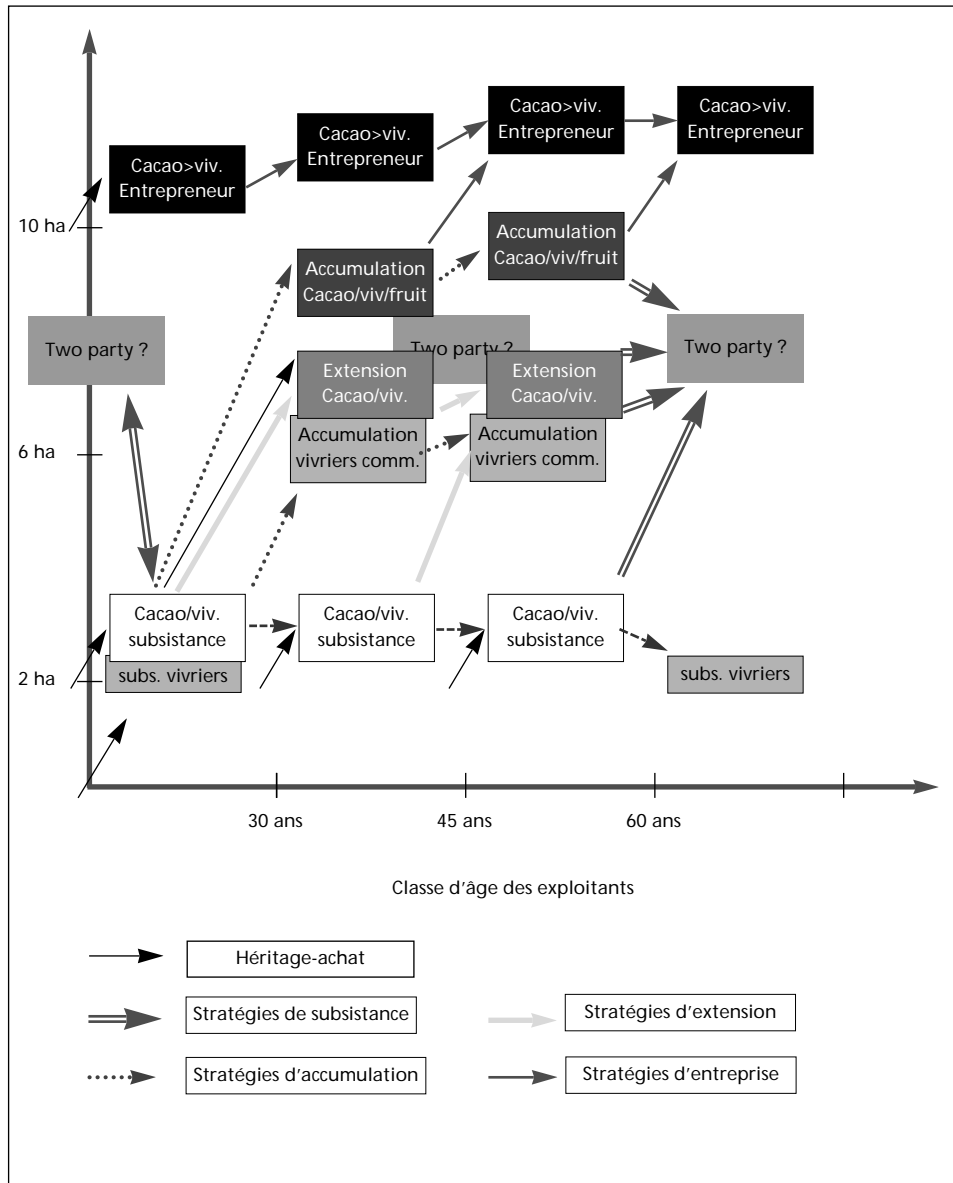 Cacao>viv.
Entrepreneur
Cacao>viv.
Entrepreneur
Cacao>viv.
Entrepreneur
Cacao>viv.
Entrepreneur
10 ha
Accumulation
Cacao/viv/fruit
Accumulation
Cacao/viv/fruit
Two party ?
Two party ?
Two party ?
Extension
Cacao/viv.
Extension
Cacao/viv.
6 ha
Accumulation
vivriers comm.
Accumulation
vivriers comm.
Cacao/viv.
subsistance
Cacao/viv.
subsistance
Cacao/viv.
subsistance
2 ha
subs. vivriers
subs. vivriers
30 ans
45 ans
60 ans
Classe d'âge des exploitants
Héritage-achat
Stratégies de subsistance
Stratégies d'extension
Stratégies d'accumulation
Stratégies d'entreprise